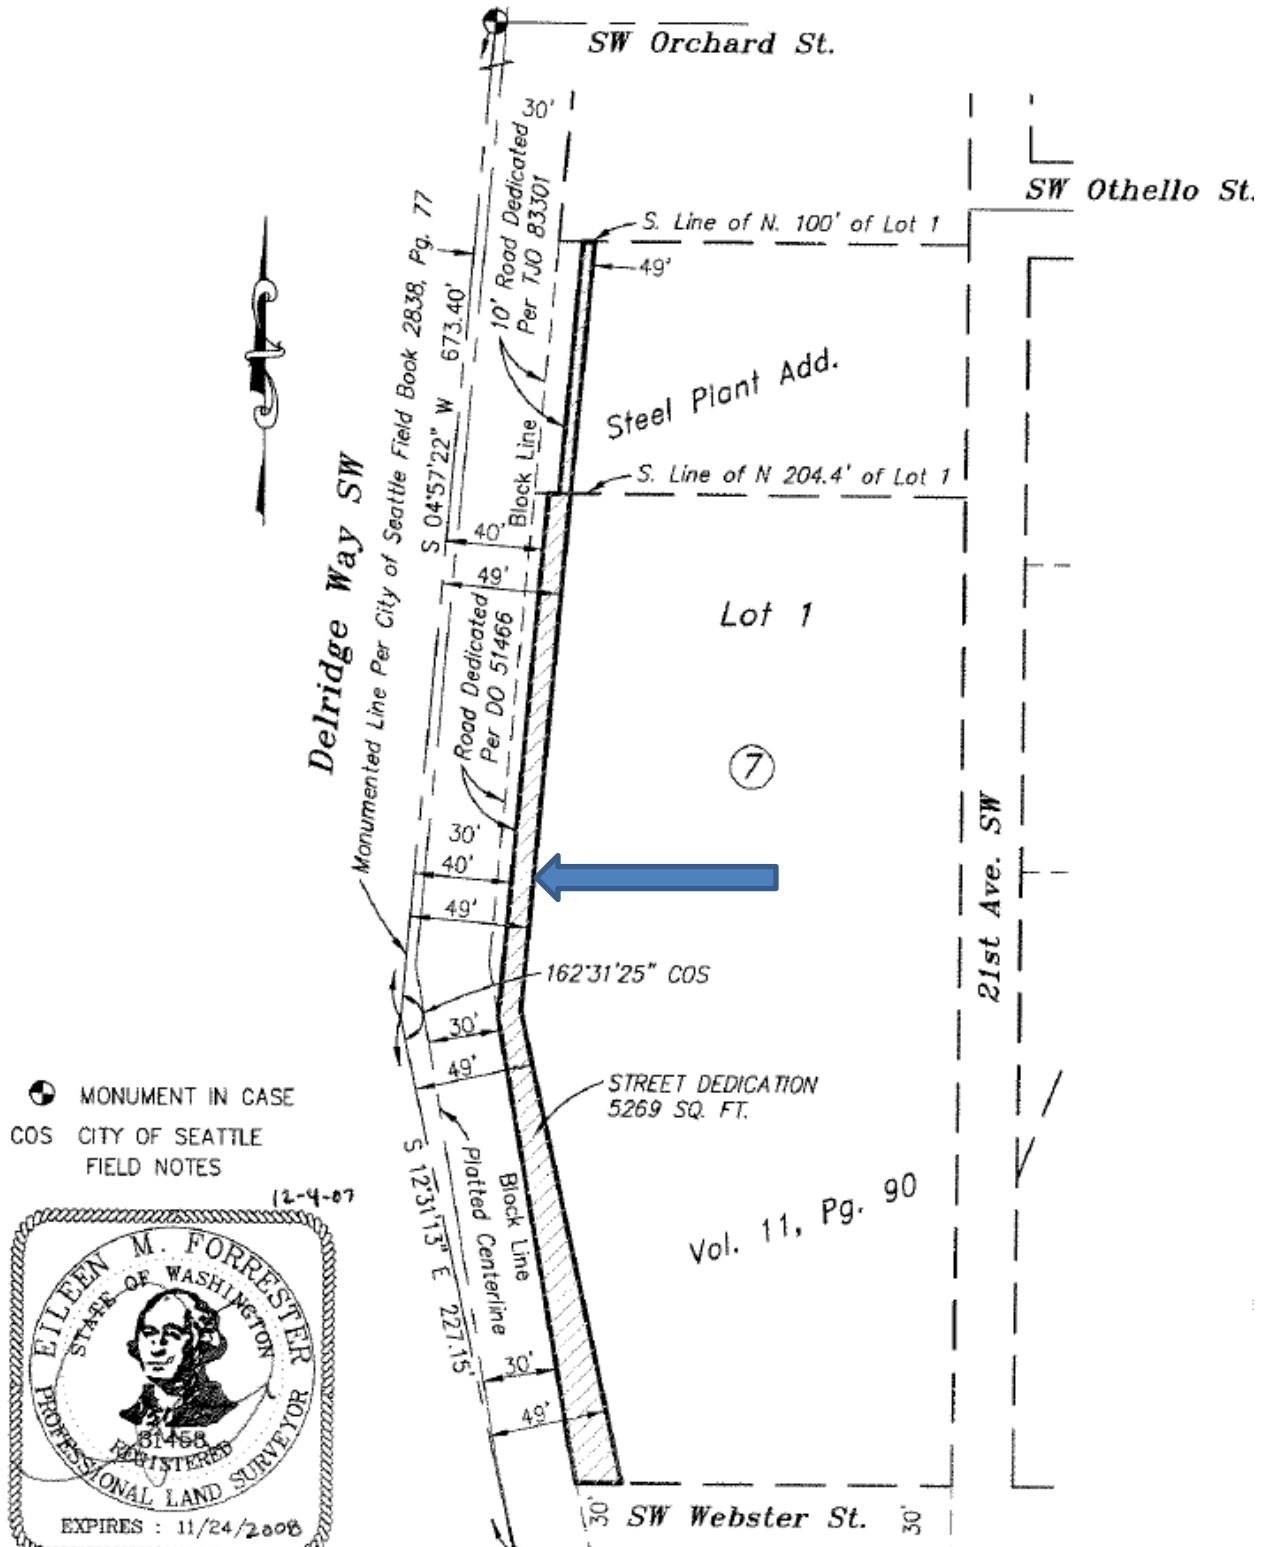 SW Orchard St.
30'
10' Road Dedicated
Per TJO 83301
SW Othello St.
S. Line of N. 100' of Lot 1
49'
Monumented Line Per City of Seattle Field Book 2838, Pg. 77
S 04°57'22" W 673.40'
Steel Plant Add.
Block Line
S. Line of N 204.4' of Lot 1
Delridge Way SW
40'
49'
Road Dedicated
Per DO 51466
Lot 1
7
30'
40'
49'
21st Ave. SW
162°31'25" COS
30'
49'
STREET DEDICATION
5269 SQ. FT.
MONUMENT IN CASE
COS CITY OF SEATTLE
FIELD NOTES
S 12°31'13" E 227.15'
Platted Centerline
Block Line
Vol. 11, Pg. 90
12-4-07
EILEEN M. FORRESTER
STATE OF WASHINGTON
31458
REGISTERED
PROFESSIONAL LAND SURVEYOR
EXPIRES : 11/24/2008
30'
49'
30'
SW Webster St.
30'